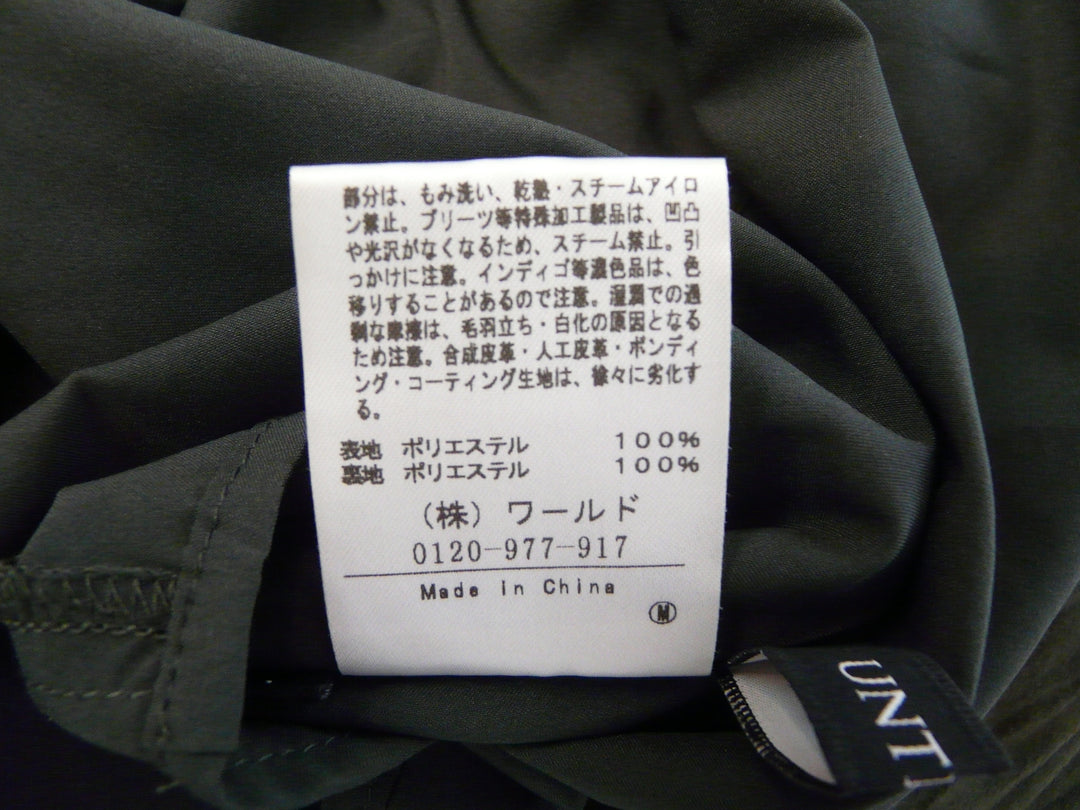 部分は、もみ洗い、乾熱・スチームアイロ
ン禁止。プリーツ等特殊加工製品は、凹凸
や光沢がなくなるため、スチーム禁止。引
っかけに注意。インディゴ等濃色品は、色
移りすることがあるので注意。湿潤での過
剰な摩擦は、毛羽立ち・白化の原因となる
ため注意。合成皮革・人工皮革・ボンディ
ング・コーティング生地は、徐々に劣化す
る。
表地 ポリエステル 100%
裏地 ポリエステル 100%
（株）ワールド
0120-977-917
Made in China
Ⓜ
UNT